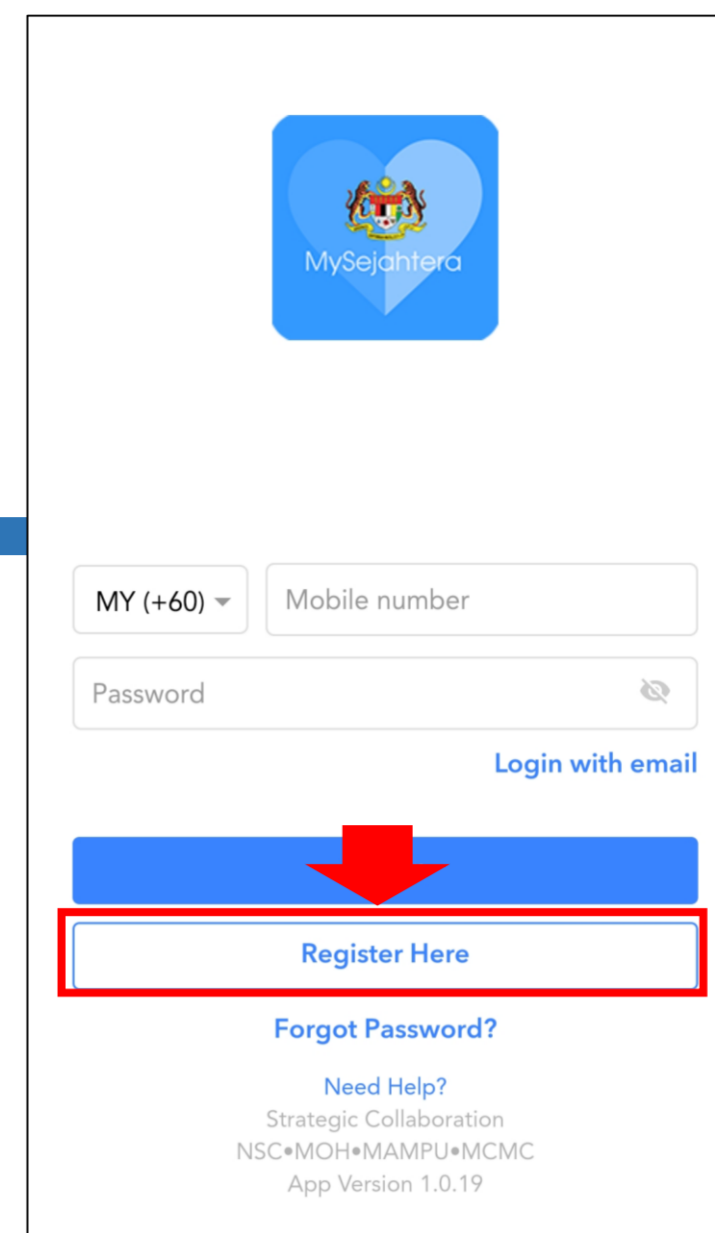 MySejahtera
MY (+60)
Mobile number
Password
Login with email
Register Here
Forgot Password?
Need Help?
Strategic Collaboration
NSC•MOH•MAMPU•MCMC
App Version 1.0.19